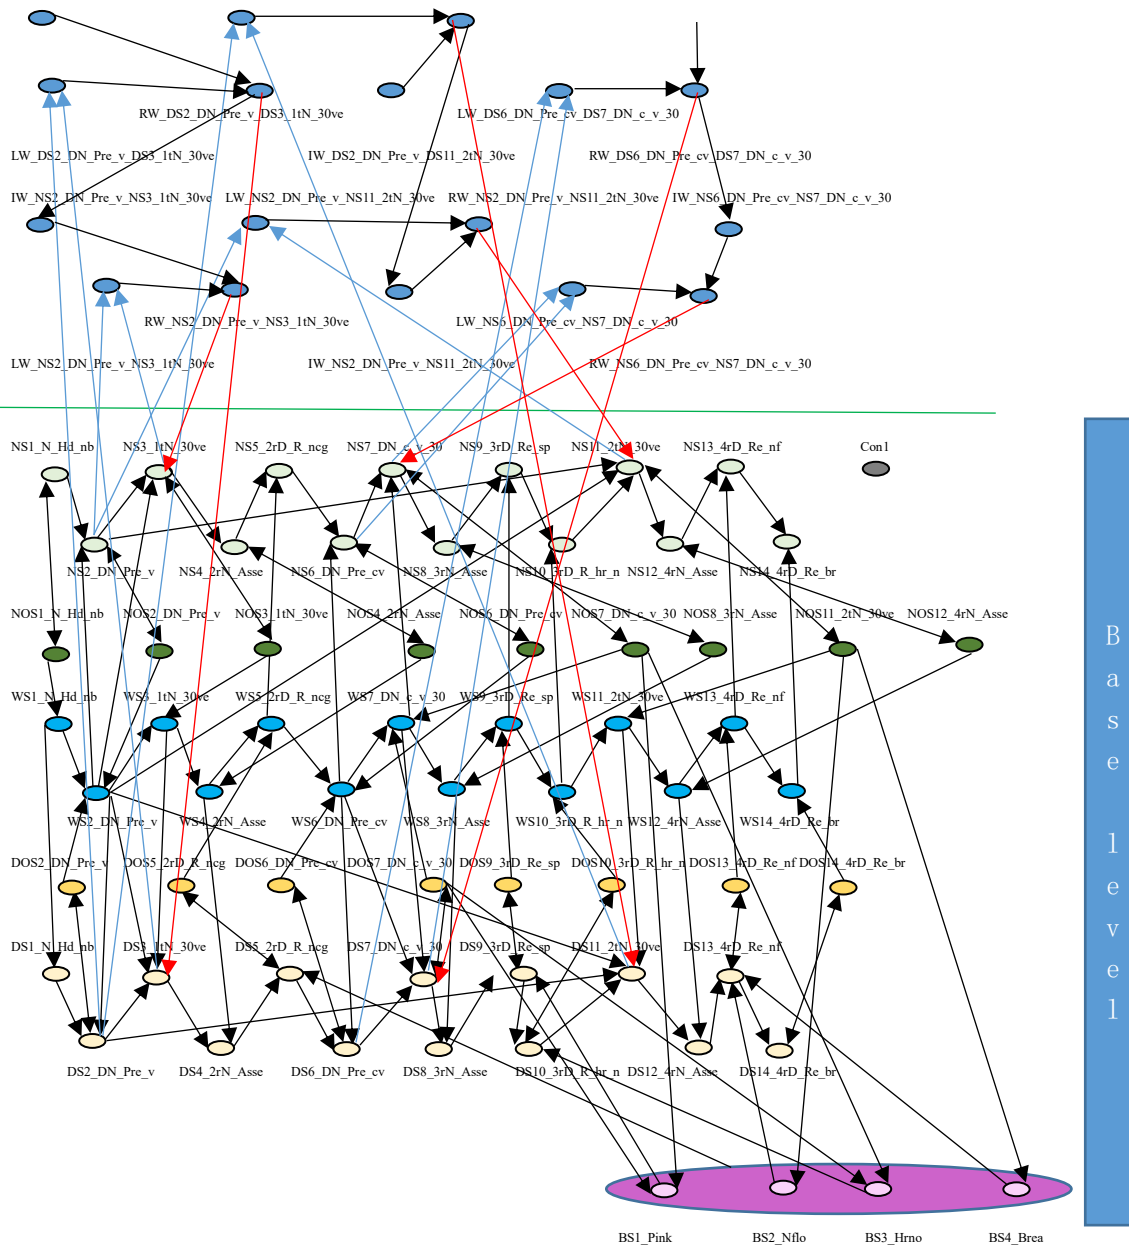 RW_DS2_DN_Pre_v_DS3_1tN_30ve
LW_DS6_DN_Pre_cv_DS7_DN_c_v_30
LW_DS2_DN_Pre_v_DS3_1tN_30ve
IW_DS2_DN_Pre_v_DS11_2tN_30ve
RW_DS6_DN_Pre_cv_DS7_DN_c_v_30
IW_NS2_DN_Pre_v_NS3_1tN_30ve
LW_NS2_DN_Pre_v_NS11_2tN_30ve
RW_NS2_DN_Pre_v_NS11_2tN_30ve
IW_NS6_DN_Pre_cv_NS7_DN_c_v_30
RW_NS2_DN_Pre_v_NS3_1tN_30ve
LW_NS6_DN_Pre_cv_NS7_DN_c_v_30
LW_NS2_DN_Pre_v_NS3_1tN_30ve
IW_NS2_DN_Pre_v_NS11_2tN_30ve
RW_NS6_DN_Pre_cv_NS7_DN_c_v_30
NS1_N_Hd_nb
NS3_1tN_30ve
NS5_2rD_R_ncg
NS7_DN_c_v_30
NS9_3rD_Re_sp
NS11_2tN_30ve
NS13_4rD_Re_nf
Con1
NS2_DN_Pre_v
NS4_2rN_Asse
NS6_DN_Pre_cv
NS8_3rN_Asse
NS10_3rD_R_hr_n
NS12_4rN_Asse
NS14_4rD_Re_br
NOS1_N_Hd_nb
NOS2_DN_Pre_v
NOS3_1tN_30ve
NOS4_2rN_Asse
NOS6_DN_Pre_cv
NOS7_DN_c_v_30
NOS8_3rN_Asse
NOS11_2tN_30ve
NOS12_4rN_Asse
WS1_N_Hd_nb
WS3_1tN_30ve
WS5_2rD_R_ncg
WS7_DN_c_v_30
WS9_3rD_Re_sp
WS11_2tN_30ve
WS13_4rD_Re_nf
WS2_DN_Pre_v
WS4_2rN_Asse
WS6_DN_Pre_cv
WS8_3rN_Asse
WS10_3rD_R_hr_n
WS12_4rN_Asse
WS14_4rD_Re_br
DOS2_DN_Pre_v
DOS5_2rD_R_ncg
DOS6_DN_Pre-cv
DOS7_DN_c_v_30
DOS9_3rD_Re_sp
DOS10_3rD_R_hr_n
DOS13_4rD_Re_nf
DOS14_4rD_Re_br
DS1_N_Hd_nb
DS3_1tN_30ve
DS5_2rD_R_ncg
DS7_DN_c_v_30
DS9_3rD_Re_sp
DS11_2tN_30ve
DS13_4rD_Re_nf
DS2_DN_Pre_v
DS4_2rN_Asse
DS6_DN_Pre_cv
DS8_3rN_Asse
DS10_3rD_R_hr_n
DS12_4rN_Asse
DS14_4rD_Re_br
BS1_Pink
BS2_Nflo
BS3_Hrno
BS4_Brea
Base level